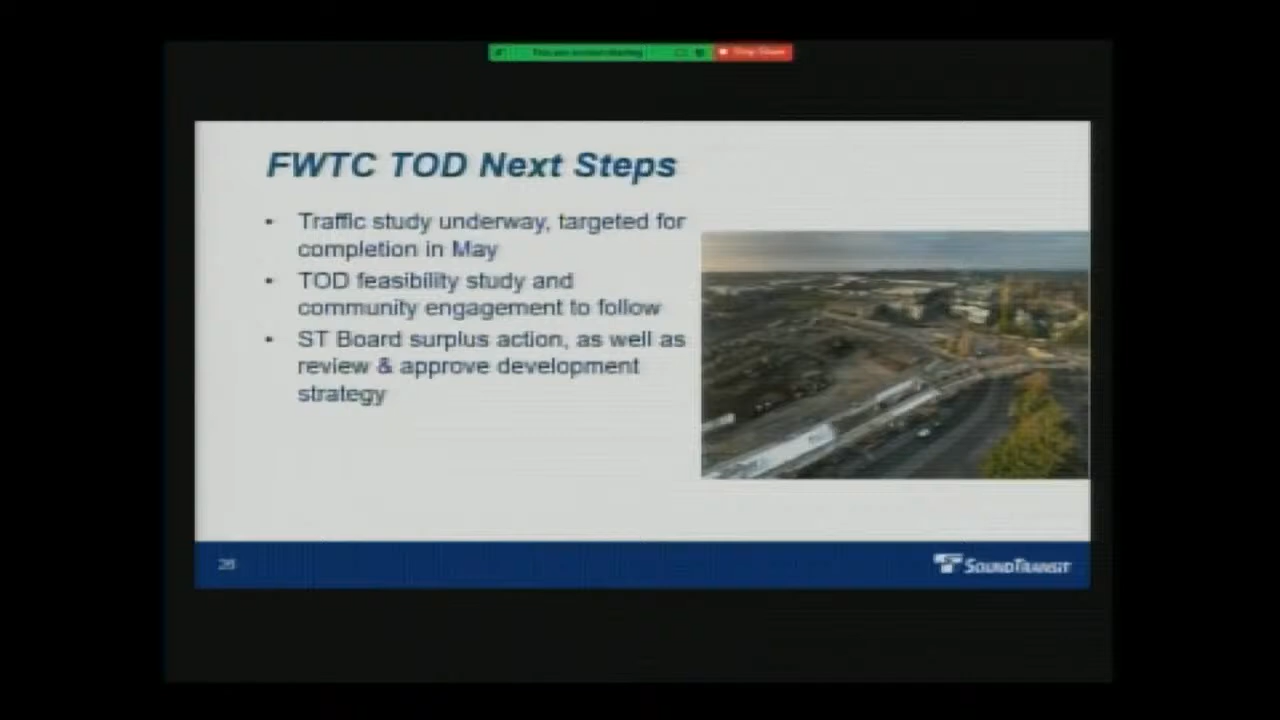 FWTC TOD Next Steps
• Traffic study underway, targeted for
completion in May
• TOD feasibility study and
community engagement to follow
• ST Board surplus action, as well as
review & approve development
strategy
SOUNDTRANSIT